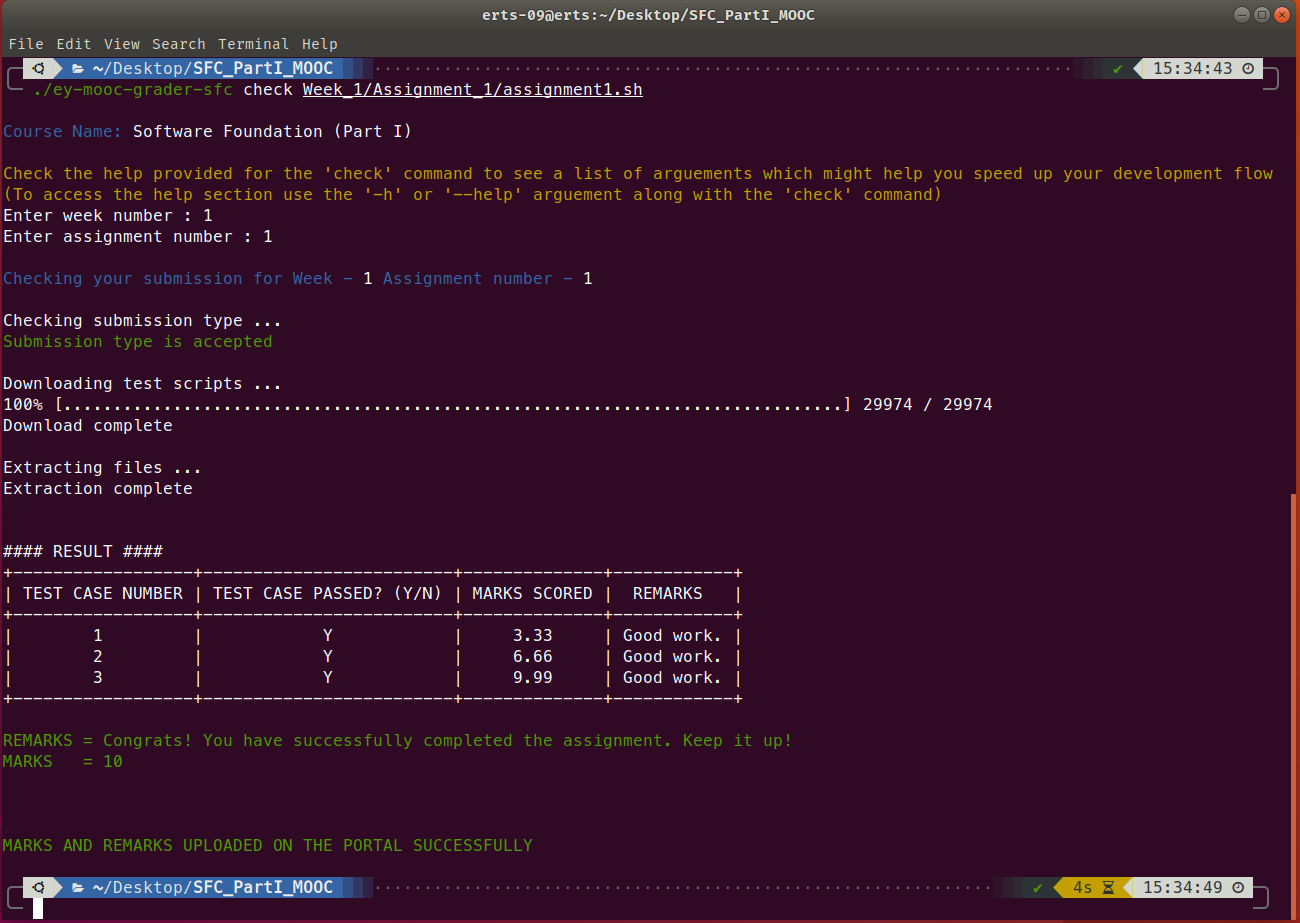 erts-09@erts:~/Desktop/SFC_PartI_MOOC
File Edit View Search Terminal Help
~/Desktop/SFC_PartI_MOOC ✔ 15:34:43
./ey-mooc-grader-sfc check Week_1/Assignment_1/assignment1.sh
Course Name: Software Foundation (Part I)
Check the help provided for the 'check' command to see a list of arguements which might help you speed up your development flow
(To access the help section use the '-h' or '--help' arguement along with the 'check' command)
Enter week number : 1
Enter assignment number : 1
Checking your submission for Week - 1 Assignment number - 1
Checking submission type ...
Submission type is accepted
Downloading test scripts ...
100% [..............................................................................] 29974 / 29974
Download complete
Extracting files ...
Extraction complete
#### RESULT ####
+------------------+-------------------------+--------------+------------+
| TEST CASE NUMBER | TEST CASE PASSED? (Y/N) | MARKS SCORED | REMARKS |
+------------------+-------------------------+--------------+------------+
| 1 | Y | 3.33 | Good work. |
| 2 | Y | 6.66 | Good work. |
| 3 | Y | 9.99 | Good work. |
+------------------+-------------------------+--------------+------------+
REMARKS = Congrats! You have successfully completed the assignment. Keep it up!
MARKS = 10
MARKS AND REMARKS UPLOADED ON THE PORTAL SUCCESSFULLY
~/Desktop/SFC_PartI_MOOC ✔ 4s 15:34:49